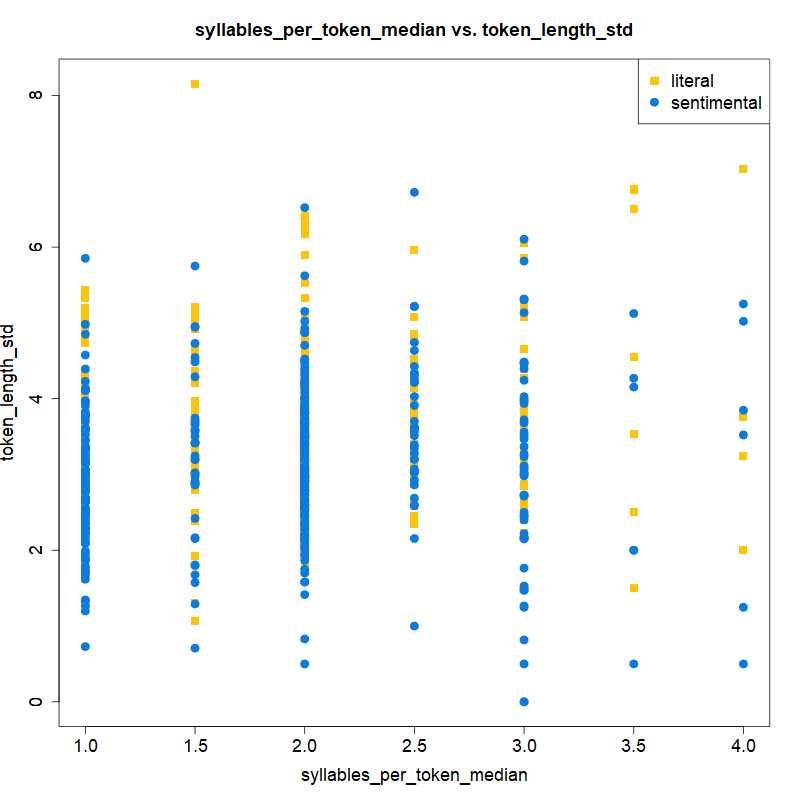 syllables_per_token_median vs. token_length_std
literal
sentimental
token_length_std
8
6
4
2
0
1.0 1.5 2.0 2.5 3.0 3.5 4.0
syllables_per_token_median